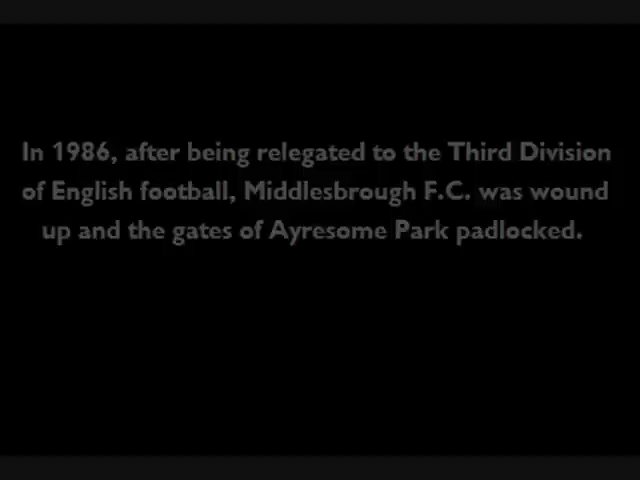 In 1986, after being relegated to the Third Division
of English football, Middlesbrough F.C. was wound
up and the gates of Ayresome Park padlocked.